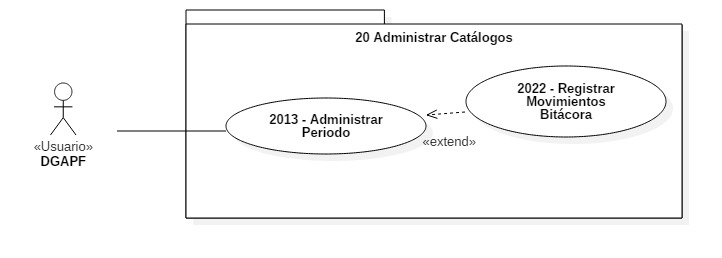 20 Administrar Catálogos
2022 - Registrar
Movimientos
Bitácora
2013 - Administrar
Periodo
«extend»
«Usuario»
DGAPF